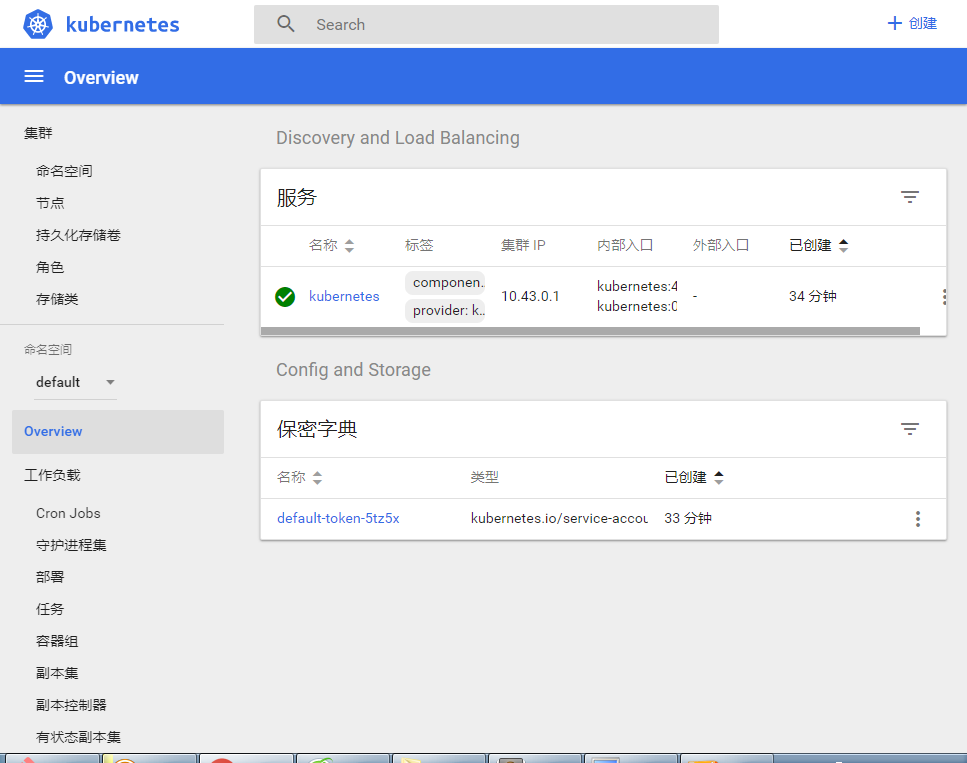 kubernetes
Search
创建
Overview
集群
命名空间
节点
持久化存储卷
角色
存储类
命名空间
default
Overview
工作负载
Cron Jobs
守护进程集
部署
任务
容器组
副本集
副本控制器
有状态副本集
Discovery and Load Balancing
服务
名称 标签 集群 IP 内部入口 外部入口 已创建
kubernetes componen.. provider: k.. 10.43.0.1 kubernetes:4 kubernetes:0 - 34 分钟
Config and Storage
保密字典
名称 类型 已创建
default-token-5tz5x kubernetes.io/service-accou 33 分钟